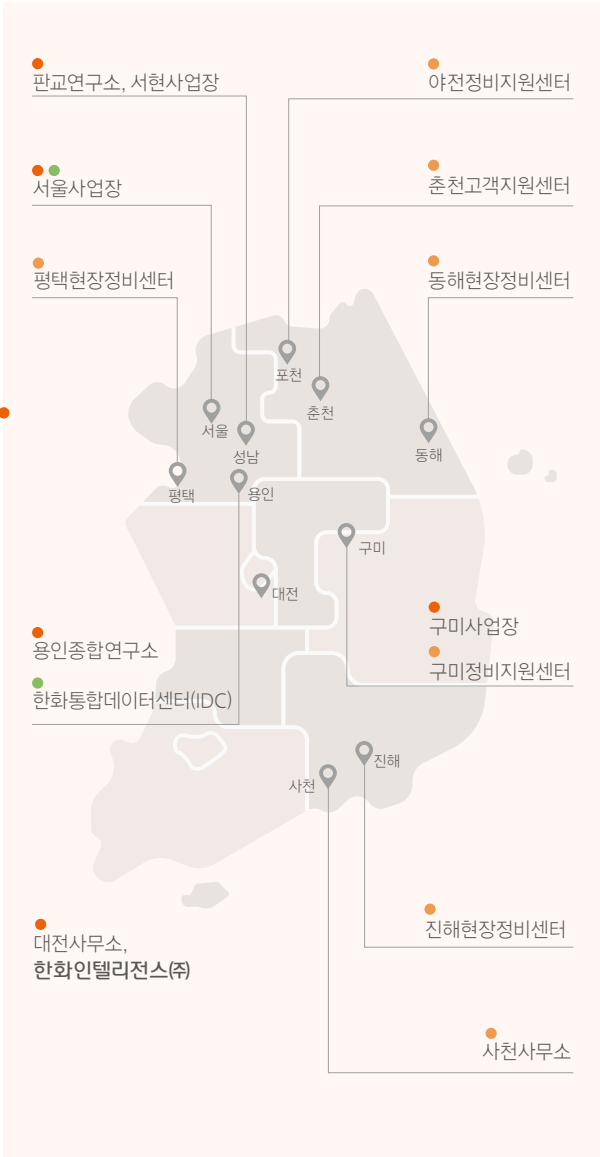 판교연구소, 서현사업장
야전정비지원센터
서울사업장
춘천고객지원센터
평택현장정비센터
동해현장정비센터
포천
춘천
서울
성남
동해
평택
용인
구미
대전
용인종합연구소
한화통합데이터센터(IDC)
구미사업장
구미정비지원센터
진해
사천
대전사무소,
한화인텔리전스㈜
진해현장정비센터
사천사무소